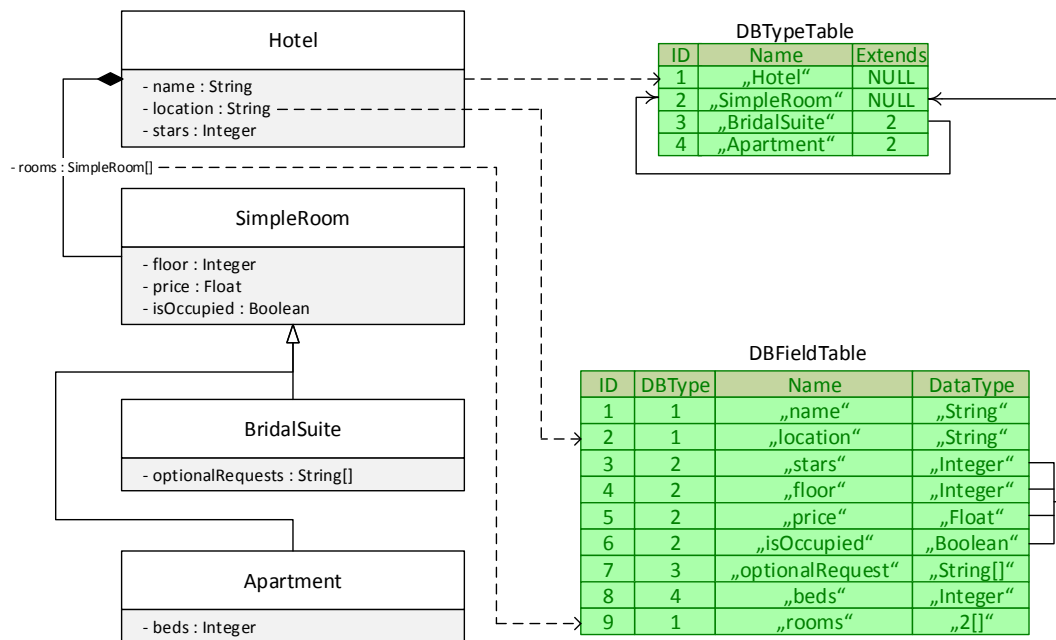 Hotel
- name : String
- location : String
- stars : Integer
- rooms : SimpleRoom[]
SimpleRoom
- floor : Integer
- price : Float
- isOccupied : Boolean
BridalSuite
- optionalRequests : String[]
Apartment
- beds : Integer
DBTypeTable
ID Name Extends
1 „Hotel“ NULL
2 „SimpleRoom“ NULL
3 „BridalSuite“ 2
4 „Apartment“ 2
DBFieldTable
ID DBType Name DataType
1 1 „name“ „String“
2 1 „location“ „String“
3 2 „stars“ „Integer“
4 2 „floor“ „Integer“
5 2 „price“ „Float“
6 2 „isOccupied“ „Boolean“
7 3 „optionalRequest“ „String[]“
8 4 „beds“ „Integer“
9 1 „rooms“ „2[]“